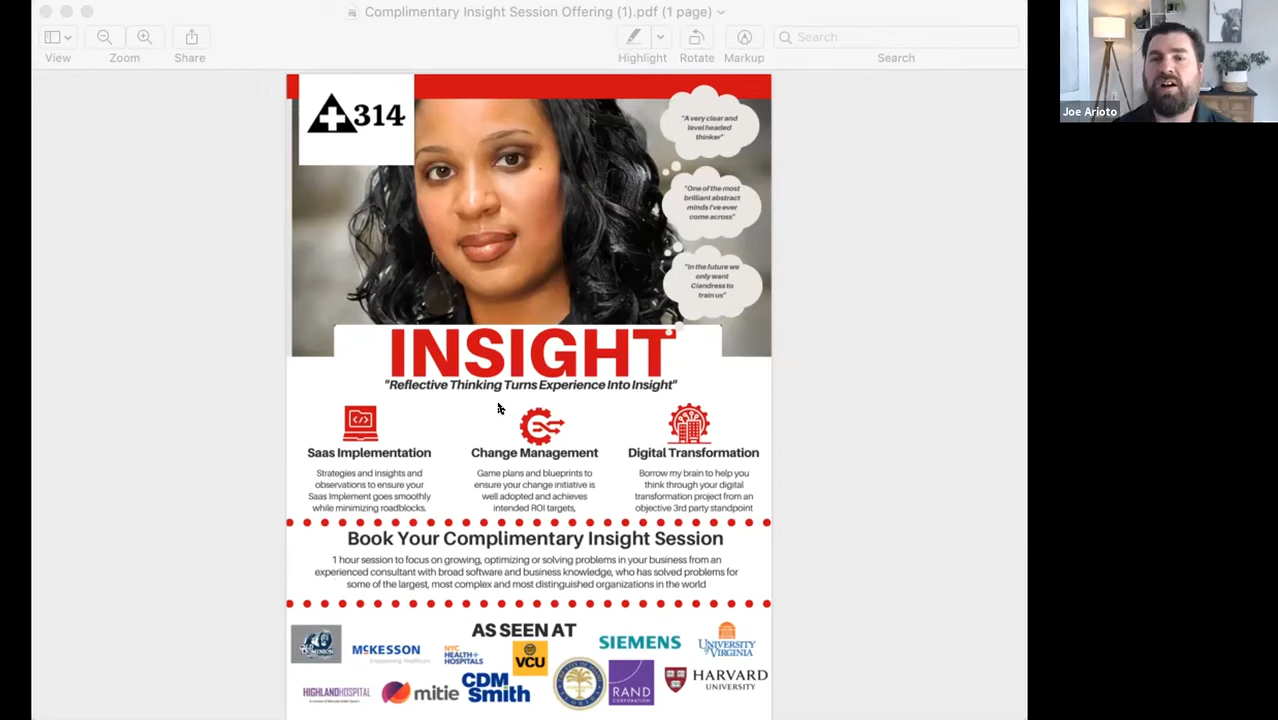 Complimentary Insight Session Offering (1).pdf (1 page)
View
Zoom
Share
Highlight
Rotate
Markup
Search
Search
Joe Arioto
314
"A very clear and
level headed
thinker"
"One of the most
brilliant abstract
minds I've ever
come across"
"In the future we
only want
Ciandress to
train us"
INSIGHT
"Reflective Thinking Turns Experience Into Insight"
Saas Implementation
Strategies and insights and
observations to ensure your
Saas Implement goes smoothly
while minimizing roadblocks.
Change Management
Game plans and blueprints to
ensure your change initiative is
well adopted and achieves
intended ROI targets,
Digital Transformation
Borrow my brain to help you
think through your digital
transformation project from an
objective 3rd party standpoint
Book Your Complimentary Insight Session
1 hour session to focus on growing, optimizing or solving problems in your business from an
experienced consultant with broad software and business knowledge, who has solved problems for
some of the largest, most complex and most distinguished organizations in the world
AS SEEN AT
OLD DOMINION
MCKESSON
Empowering Healthcare
NYC
HEALTH+
HOSPITALS
VCU
SIEMENS
UNIVERSITY
of VIRGINIA
HIGHLAND HOSPITAL
mitie
CDM
Smith
RAND
CORPORATION
HARVARD
UNIVERSITY